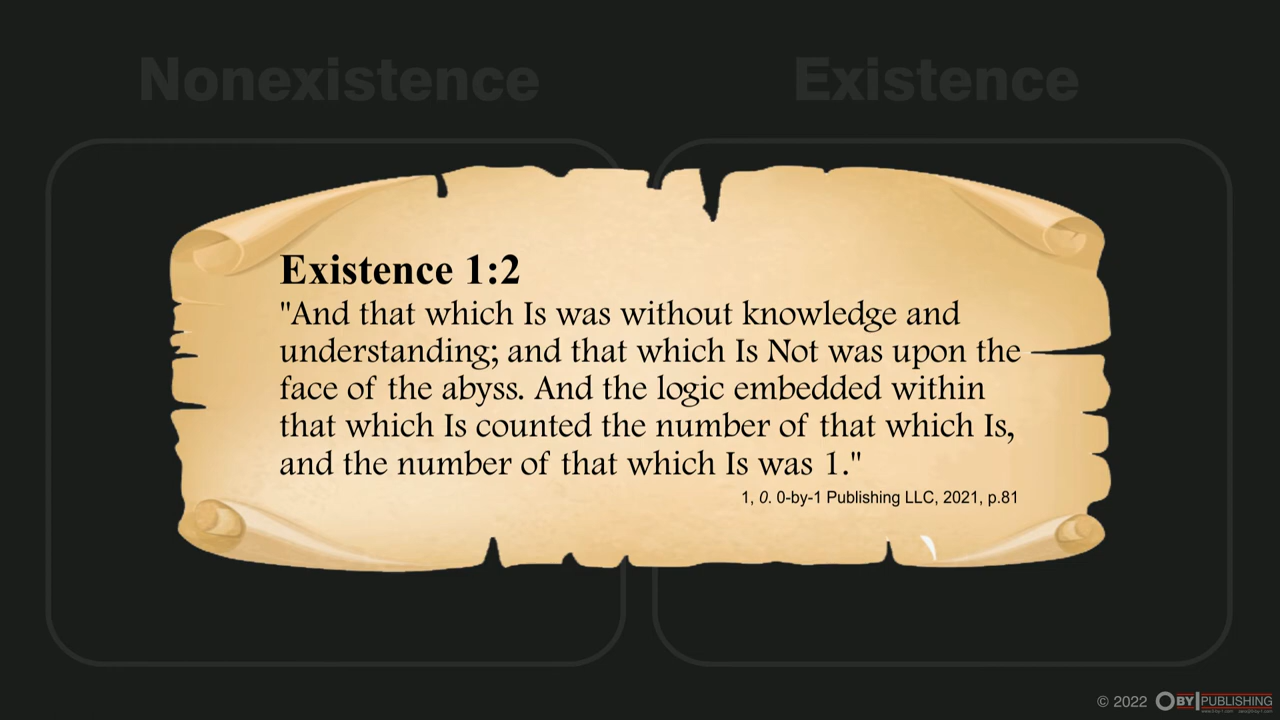 Nonexistence
Existence
Existence 1:2
"And that which Is was without knowledge and
understanding; and that which Is Not was upon the
face of the abyss. And the logic embedded within
that which Is counted the number of that which Is,
and the number of that which Is was 1."
1, 0. 0-by-1 Publishing LLC, 2021, p.81
© 2022 OBY|PUBLISHING